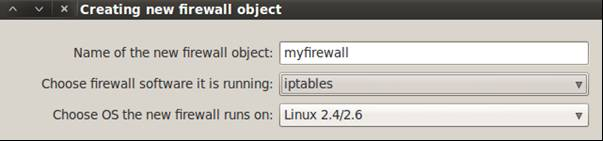 Creating new firewall object
Name of the new firewall object: myfirewall
Choose firewall software it is running: iptables
Choose OS the new firewall runs on: Linux 2.4/2.6